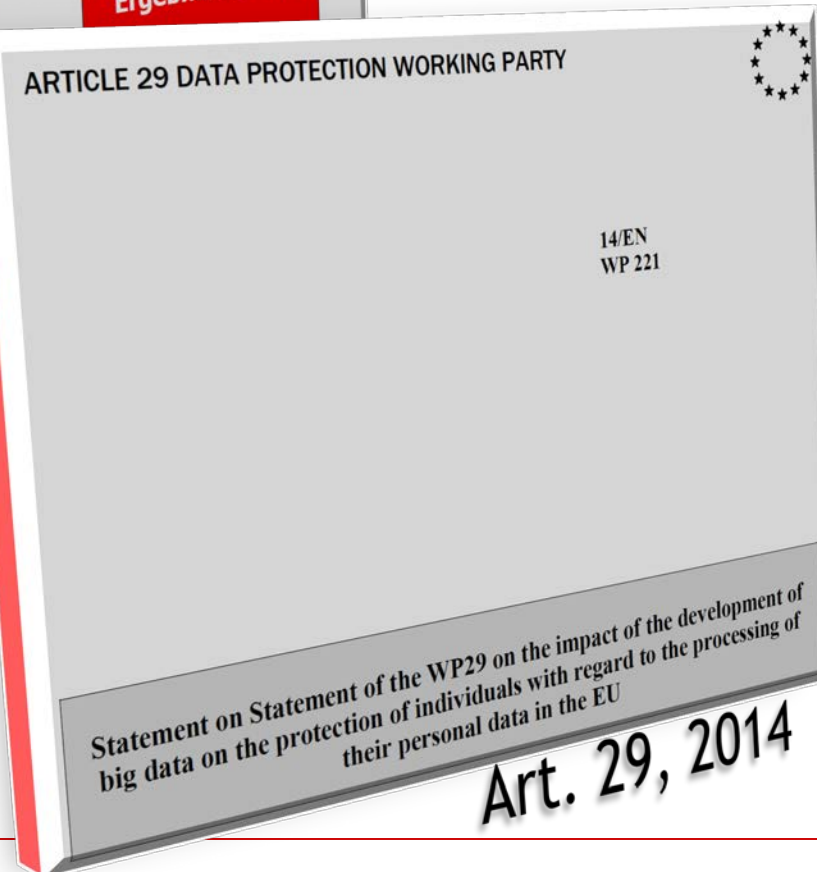 ARTICLE 29 DATA PROTECTION WORKING PARTY
14/EN
WP 221
Statement on Statement of the WP29 on the impact of the development of
big data on the protection of individuals with regard to the processing of
their personal data in the EU
Art. 29, 2014